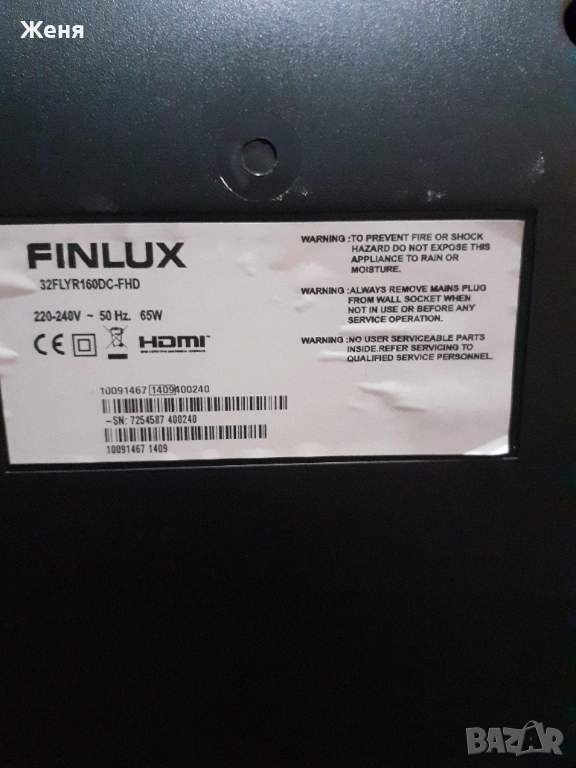 Женя
FINLUX
32FLYR160DC-FHD
220-240V ~ 50 Hz. 65W
CE HDMI
10091467 1409400240
-SN: 7254587 400240
10091467 1409
WARNING :TO PREVENT FIRE OR SHOCK
HAZARD DO NOT EXPOSE THIS
APPLIANCE TO RAIN OR
MOISTURE.
WARNING :ALWAYS REMOVE MAINS PLUG
FROM WALL SOCKET WHEN
NOT IN USE OR BEFORE ANY
SERVICE OPERATION.
WARNING :NO USER SERVICEABLE PARTS
INSIDE.REFER SERVICING TO
QUALIFIED SERVICE PERSONNEL.
BAZAR